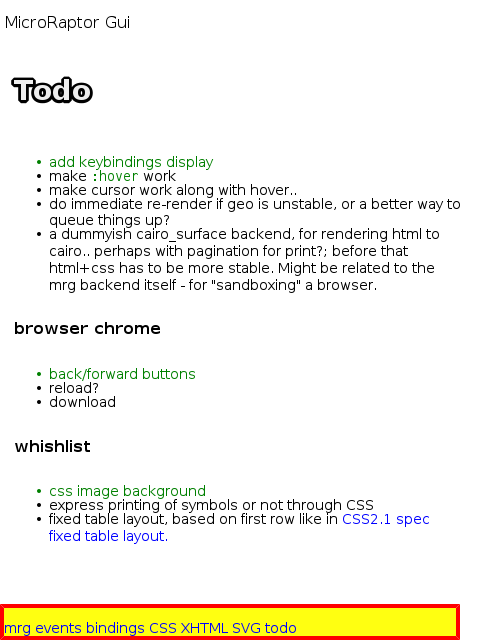 MicroRaptor Gui
Todo
• add keybindings display
• make :hover work
• make cursor work along with hover..
• do immediate re-render if geo is unstable, or a better way to
queue things up?
• a dummyish cairo_surface backend, for rendering html to
cairo.. perhaps with pagination for print?; before that
html+css has to be more stable. Might be related to the
mrg backend itself - for "sandboxing" a browser.
browser chrome
• back/forward buttons
• reload?
• download
whishlist
• css image background
• express printing of symbols or not through CSS
• fixed table layout, based on first row like in CSS2.1 spec
fixed table layout.
mrg events bindings CSS XHTML SVG todo